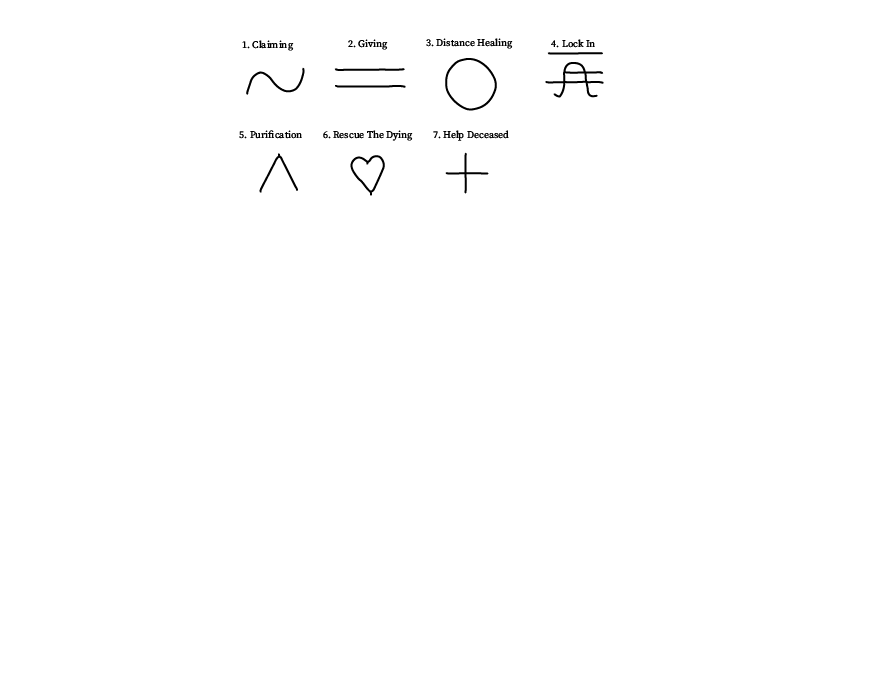 1. Claiming 2. Giving 3. Distance Healing 4. Lock In
5. Purification 6. Rescue The Dying 7. Help Deceased